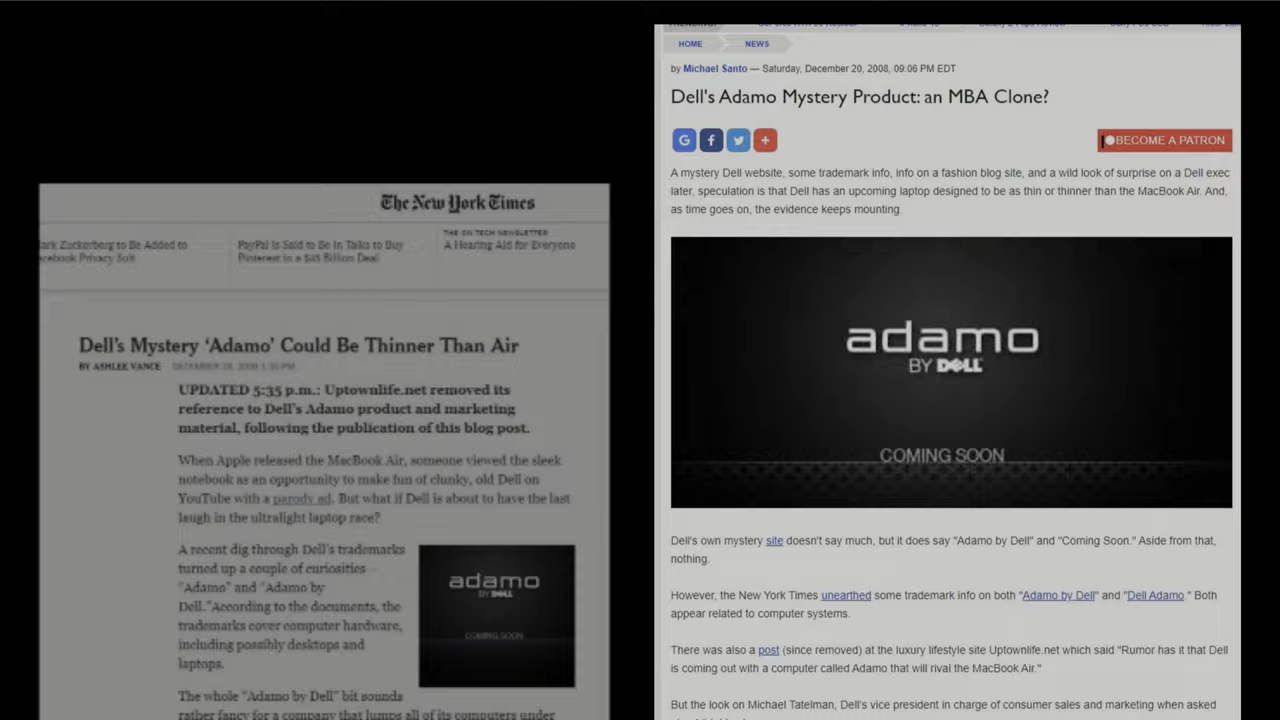 The New York Times
Mark Zuckerberg to Be Added to
Facebook Privacy Suit
PayPal Is Said to Be in Talks to Buy
Pinterest in a $45 Billion Deal
THE ON TECH NEWSLETTER
A Hearing Aid for Everyone
Dell's Mystery 'Adamo' Could Be Thinner Than Air
BY ASHLEE VANCE
UPDATED 5:35 p.m.: Uptownlife.net removed its
reference to Dell's Adamo product and marketing
material, following the publication of this blog post.
When Apple released the MacBook Air, someone viewed the sleek
notebook as an opportunity to make fun of clunky, old Dell on
YouTube with a parody ad. But what if Dell is about to have the last
laugh in the ultralight laptop race?
A recent dig through Dell's trademarks
turned up a couple of curiosities
"Adamo" and "Adamo by
Dell."According to the documents, the
trademarks cover computer hardware,
including possibly desktops and
laptops.
adamo
BY DELL
COMING SOON
The whole "Adamo by Dell" bit sounds
rather fancy for a company that lumps all of its computers under
HOME
NEWS
by Michael Santo — Saturday, December 20, 2008, 09:06 PM EDT
Dell's Adamo Mystery Product: an MBA Clone?
BECOME A PATRON
A mystery Dell website, some trademark info, info on a fashion blog site, and a wild look of surprise on a Dell exec
later, speculation is that Dell has an upcoming laptop designed to be as thin or thinner than the MacBook Air. And,
as time goes on, the evidence keeps mounting.
adamo
BY DELL
COMING SOON
Dell's own mystery site doesn't say much, but it does say "Adamo by Dell" and "Coming Soon." Aside from that,
nothing.
However, the New York Times unearthed some trademark info on both "Adamo by Dell" and "Dell Adamo." Both
appear related to computer systems.
There was also a post (since removed) at the luxury lifestyle site Uptownlife.net which said "Rumor has it that Dell
is coming out with a computer called Adamo that will rival the MacBook Air."
But the look on Michael Tatelman, Dell's vice president in charge of consumer sales and marketing when asked